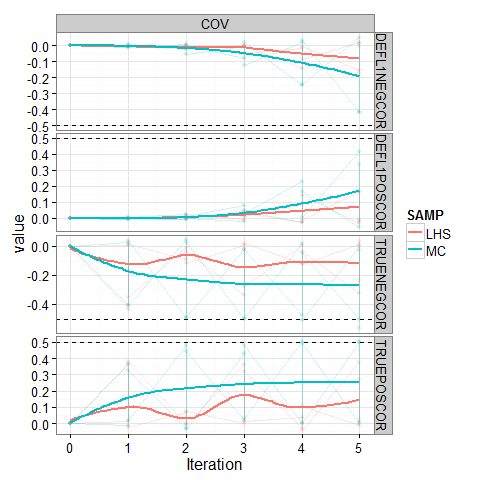 COV
0.0
-0.1
-0.2
-0.3
-0.4
-0.5
DEFL1NEGCOR
0.5
0.4
0.3
0.2
0.1
0.0
DEFL1POSCOR
0.0
-0.2
-0.4
TRUENEGCOR
0.5
0.4
0.3
0.2
0.1
0.0
TRUEPOSCOR
value
0 1 2 3 4 5
Iteration
SAMP
LHS
MC